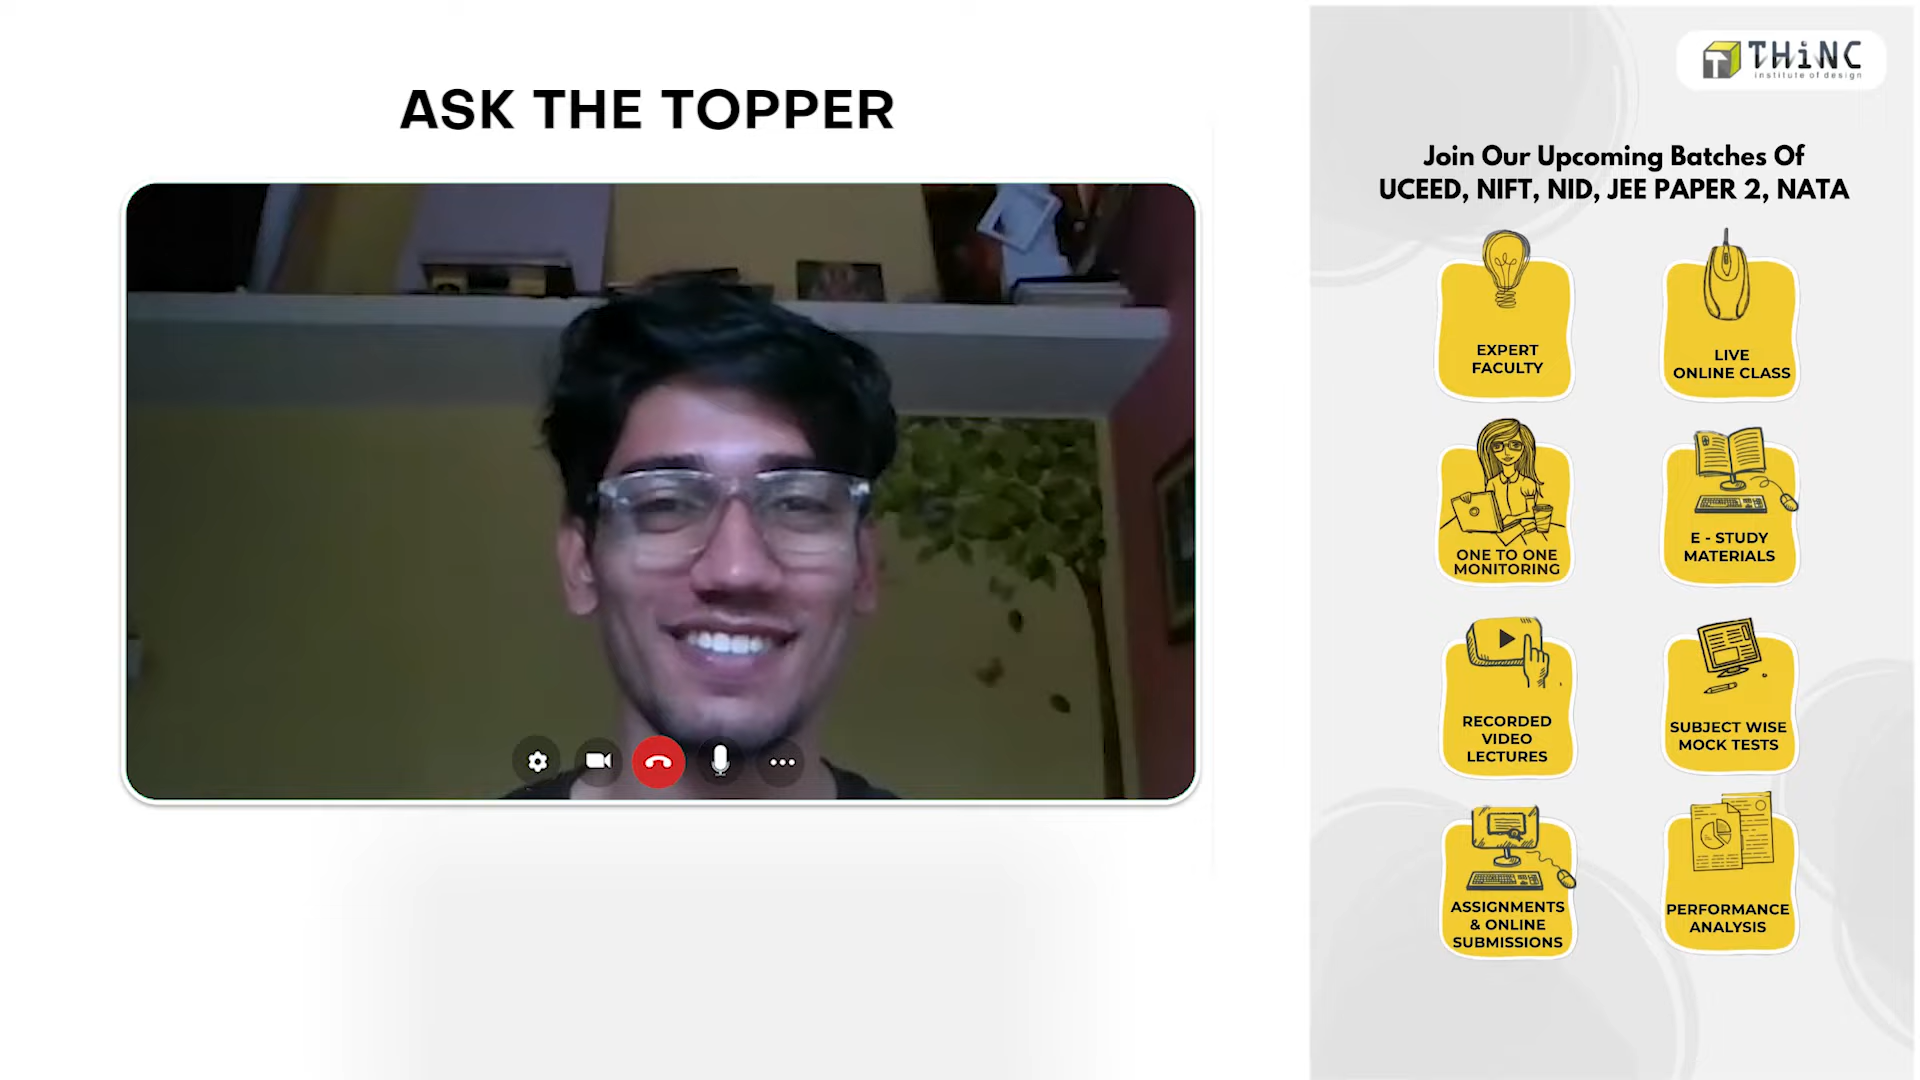 ASK THE TOPPER
T THiNC
institute of design
Join Our Upcoming Batches Of
UCEED, NIFT, NID, JEE PAPER 2, NATA
EXPERT
FACULTY
LIVE
ONLINE CLASS
ONE TO ONE
MONITORING
E - STUDY
MATERIALS
RECORDED
VIDEO
LECTURES
SUBJECT WISE
MOCK TESTS
ASSIGNMENTS
& ONLINE
SUBMISSIONS
PERFORMANCE
ANALYSIS